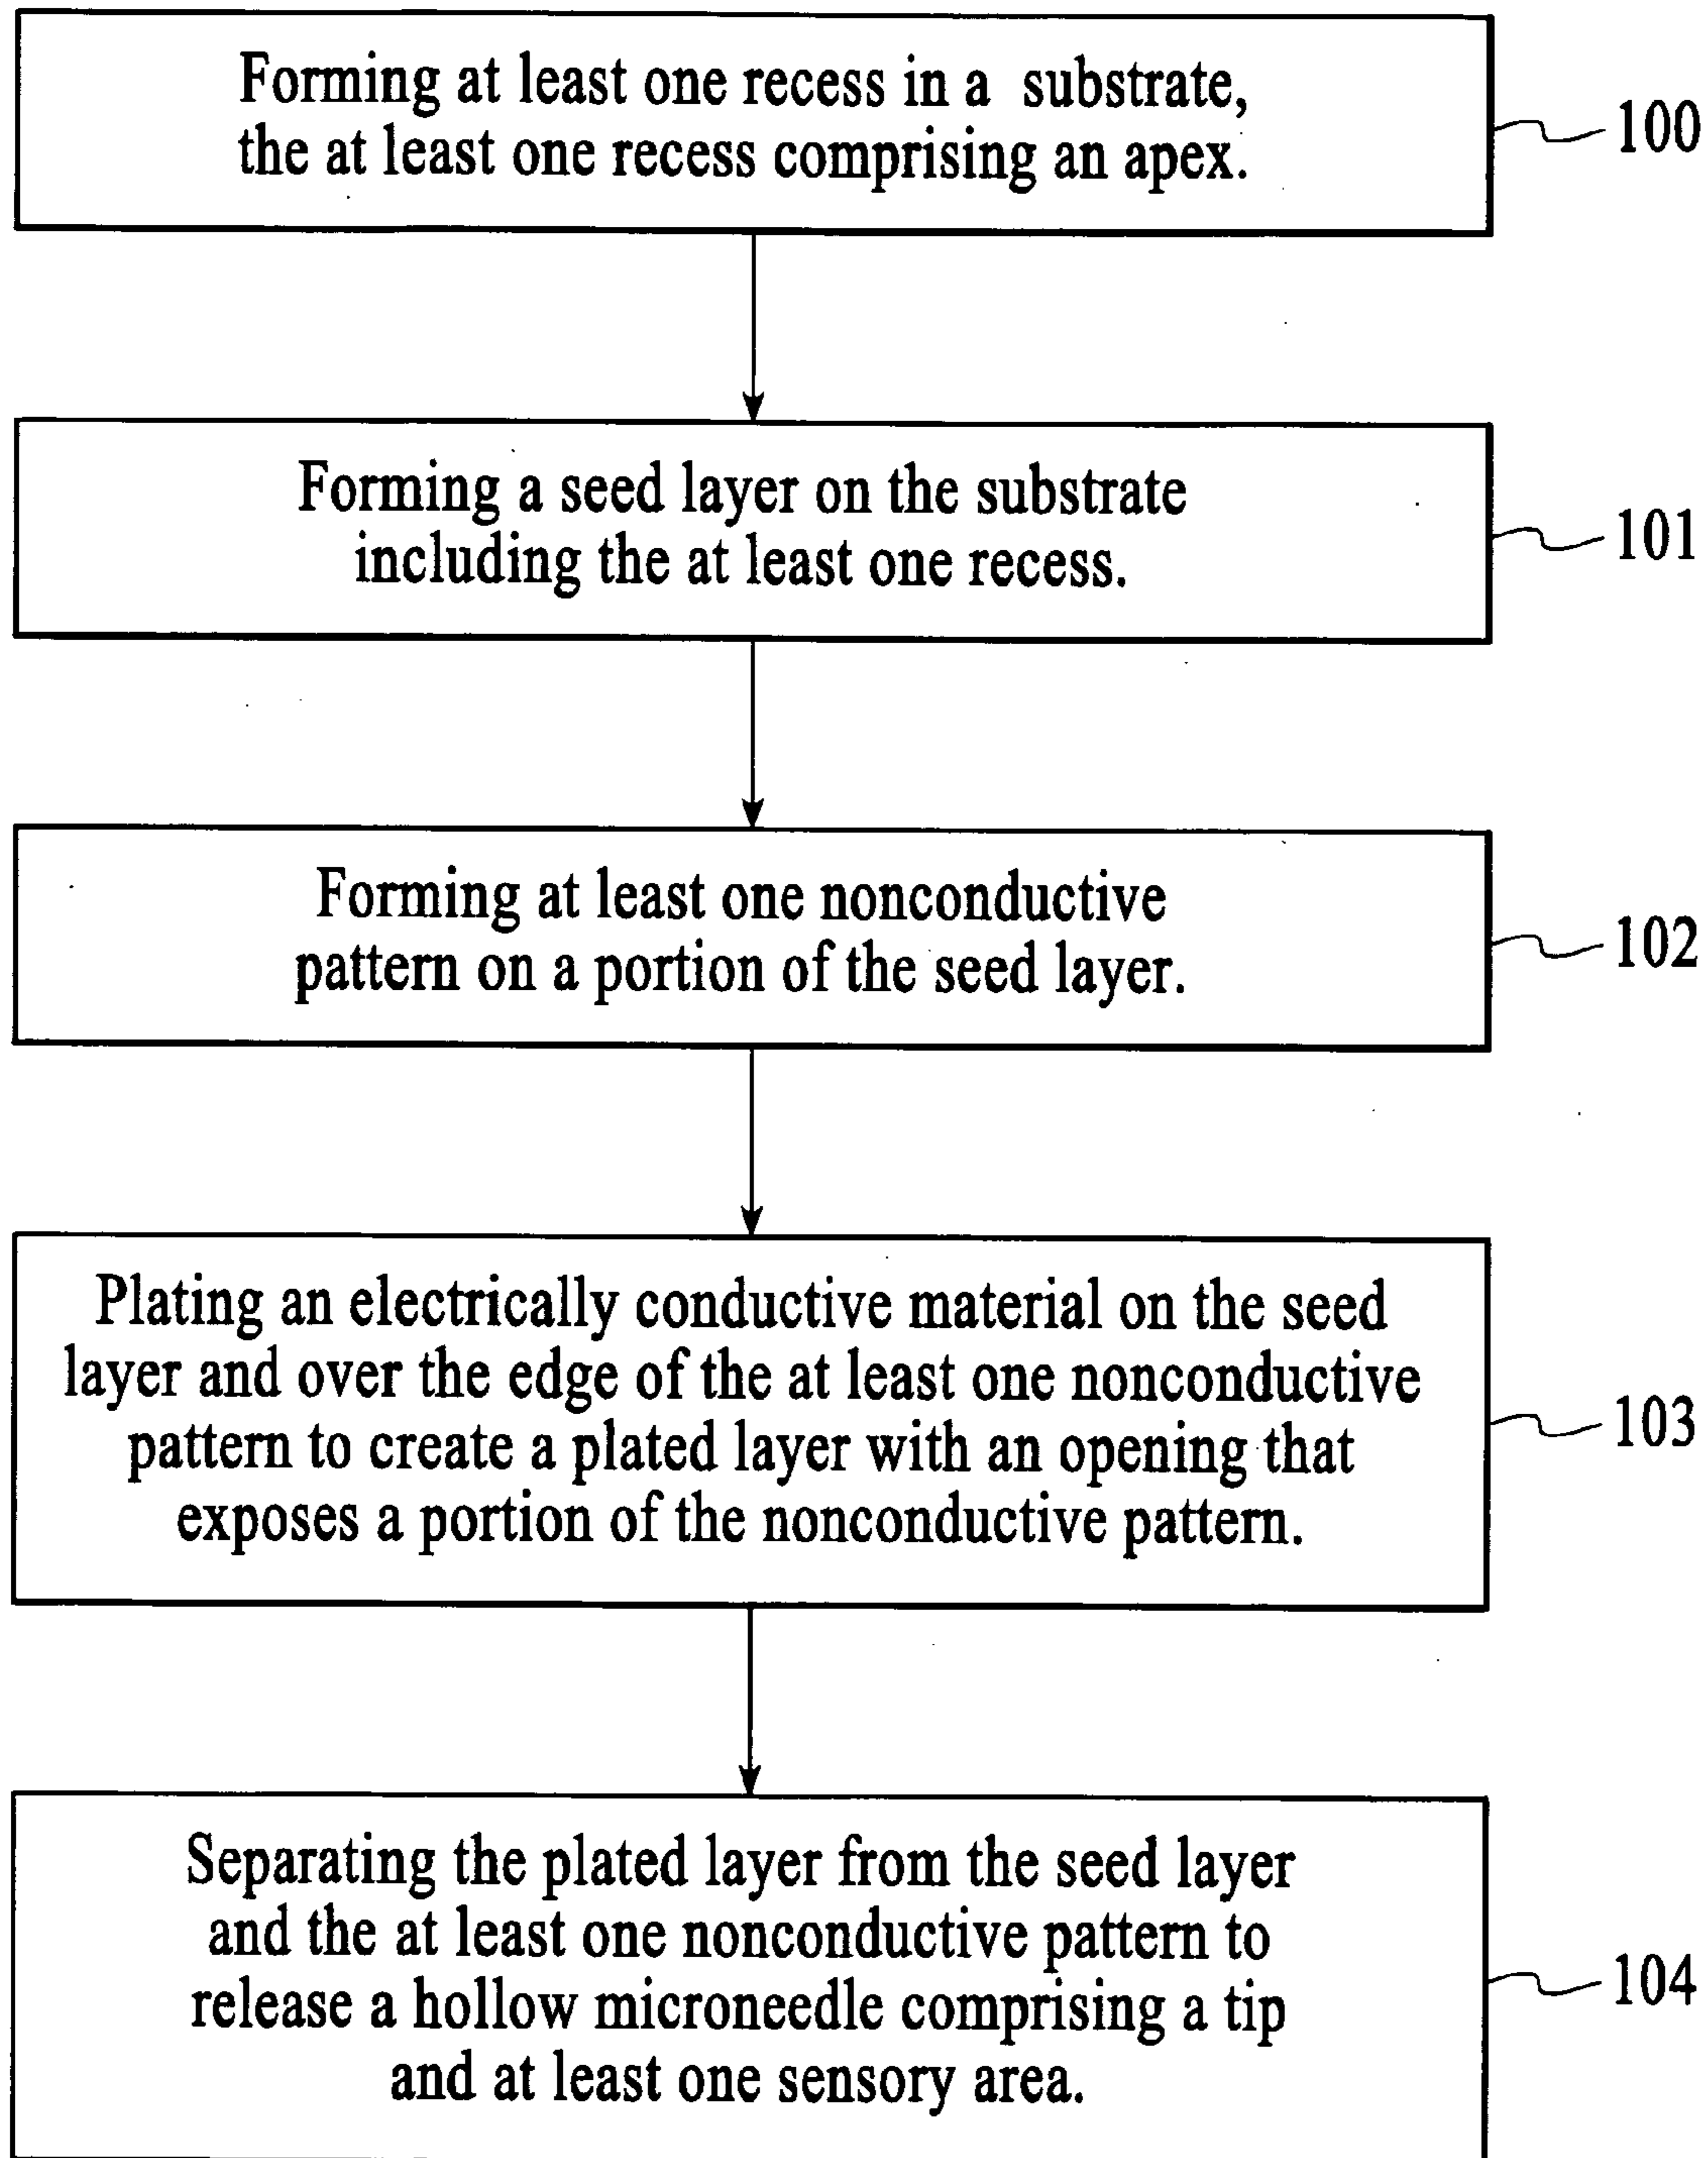 Forming at least one recess in a substrate,
the at least one recess comprising an apex.
100
Forming a seed layer on the substrate
including the at least one recess.
101
Forming at least one nonconductive
pattern on a portion of the seed layer.
102
Plating an electrically conductive material on the seed
layer and over the edge of the at least one nonconductive
pattern to create a plated layer with an opening that
exposes a portion of the nonconductive pattern.
103
Separating the plated layer from the seed layer
and the at least one nonconductive pattern to
release a hollow microneedle comprising a tip
and at least one sensory area.
104